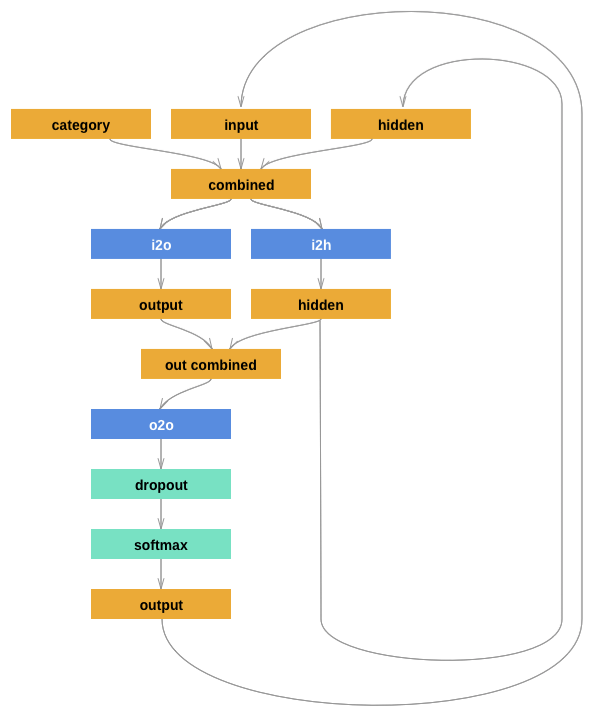 category
input
hidden
combined
i2o
i2h
output
hidden
out combined
o2o
dropout
softmax
output